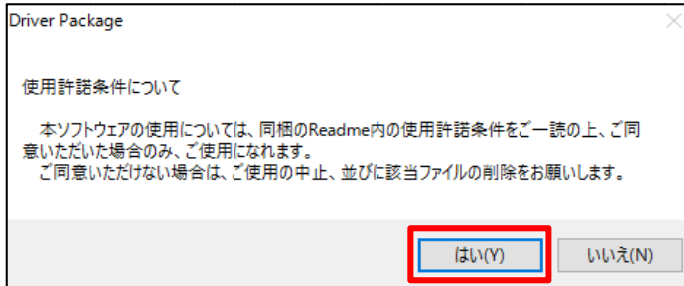 Driver Package
使用許諾条件について
本ソフトウェアの使用については、同梱のReadme内の使用許諾条件をご一読の上、ご同
意いただいた場合のみ、ご使用になれます。
ご同意いただけない場合は、ご使用の中止、並びに該当ファイルの削除をお願いします。
はい(Y)
いいえ(N)